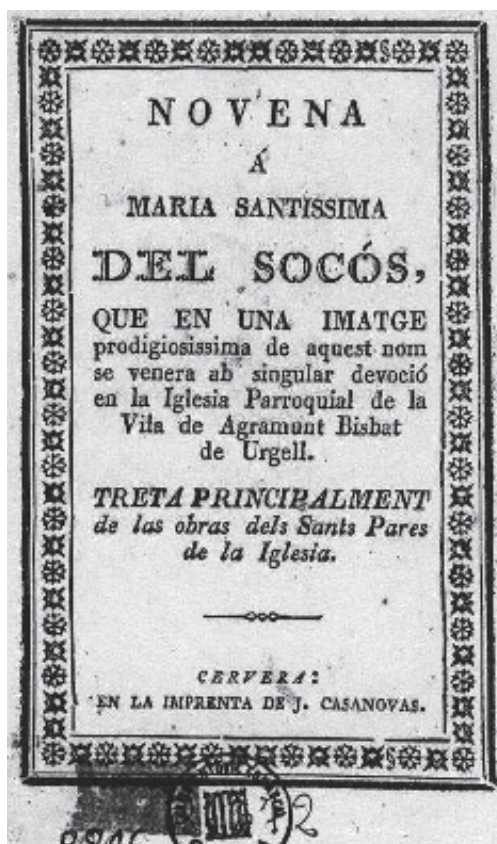 NOVENA
Á
MARIA SANTISSIMA
DEL SOCÓS,
QUE EN UNA IMATGE
prodigiosissima de aquest nom
se venera ab singular devoció
en la Iglesia Parroquial de la
Vila de Agramunt Bisbat
de Urgell.
TRETA PRINCIPALMENT
de las obras dels Sants Pares
de la Iglesia.
CERVERA:
EN LA IMPRENTA DE J. CASANOVAS.